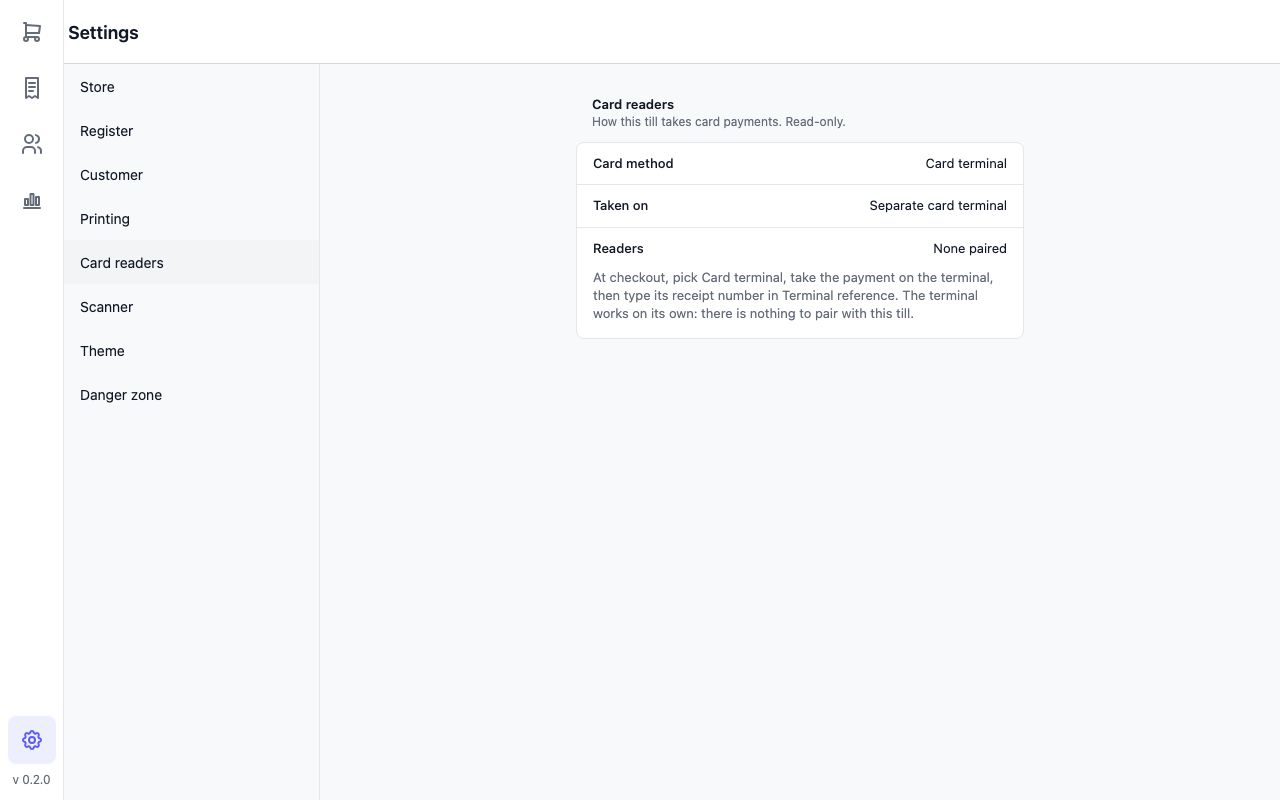 Settings
Store
Register
Customer
Printing
Card readers
Scanner
Theme
Danger zone
Card readers
How this till takes card payments. Read-only.
Card method Card terminal
Taken on Separate card terminal
Readers None paired
At checkout, pick Card terminal, take the payment on the terminal,
then type its receipt number in Terminal reference. The terminal
works on its own: there is nothing to pair with this till.
v 0.2.0